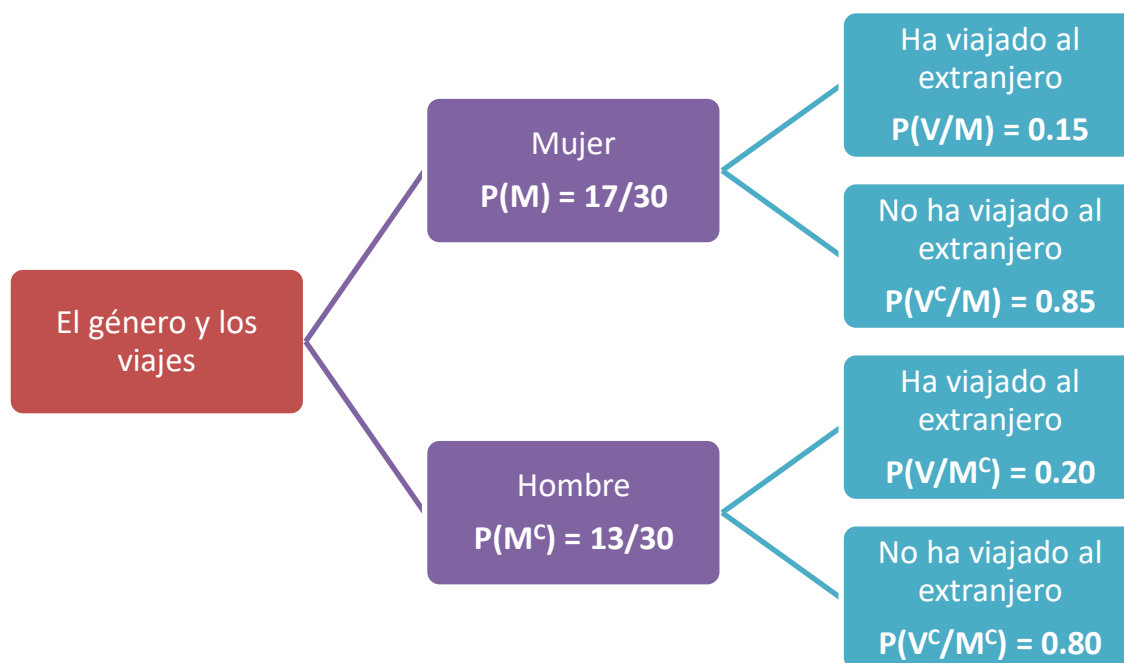 El género y los
viajes
Mujer
P(M) = 17/30
Hombre
P(Mᶜ) = 13/30
Ha viajado al
extranjero
P(V/M) = 0.15
No ha viajado al
extranjero
P(Vᶜ/M) = 0.85
Ha viajado al
extranjero
P(V/Mᶜ) = 0.20
No ha viajado al
extranjero
P(Vᶜ/Mᶜ) = 0.80